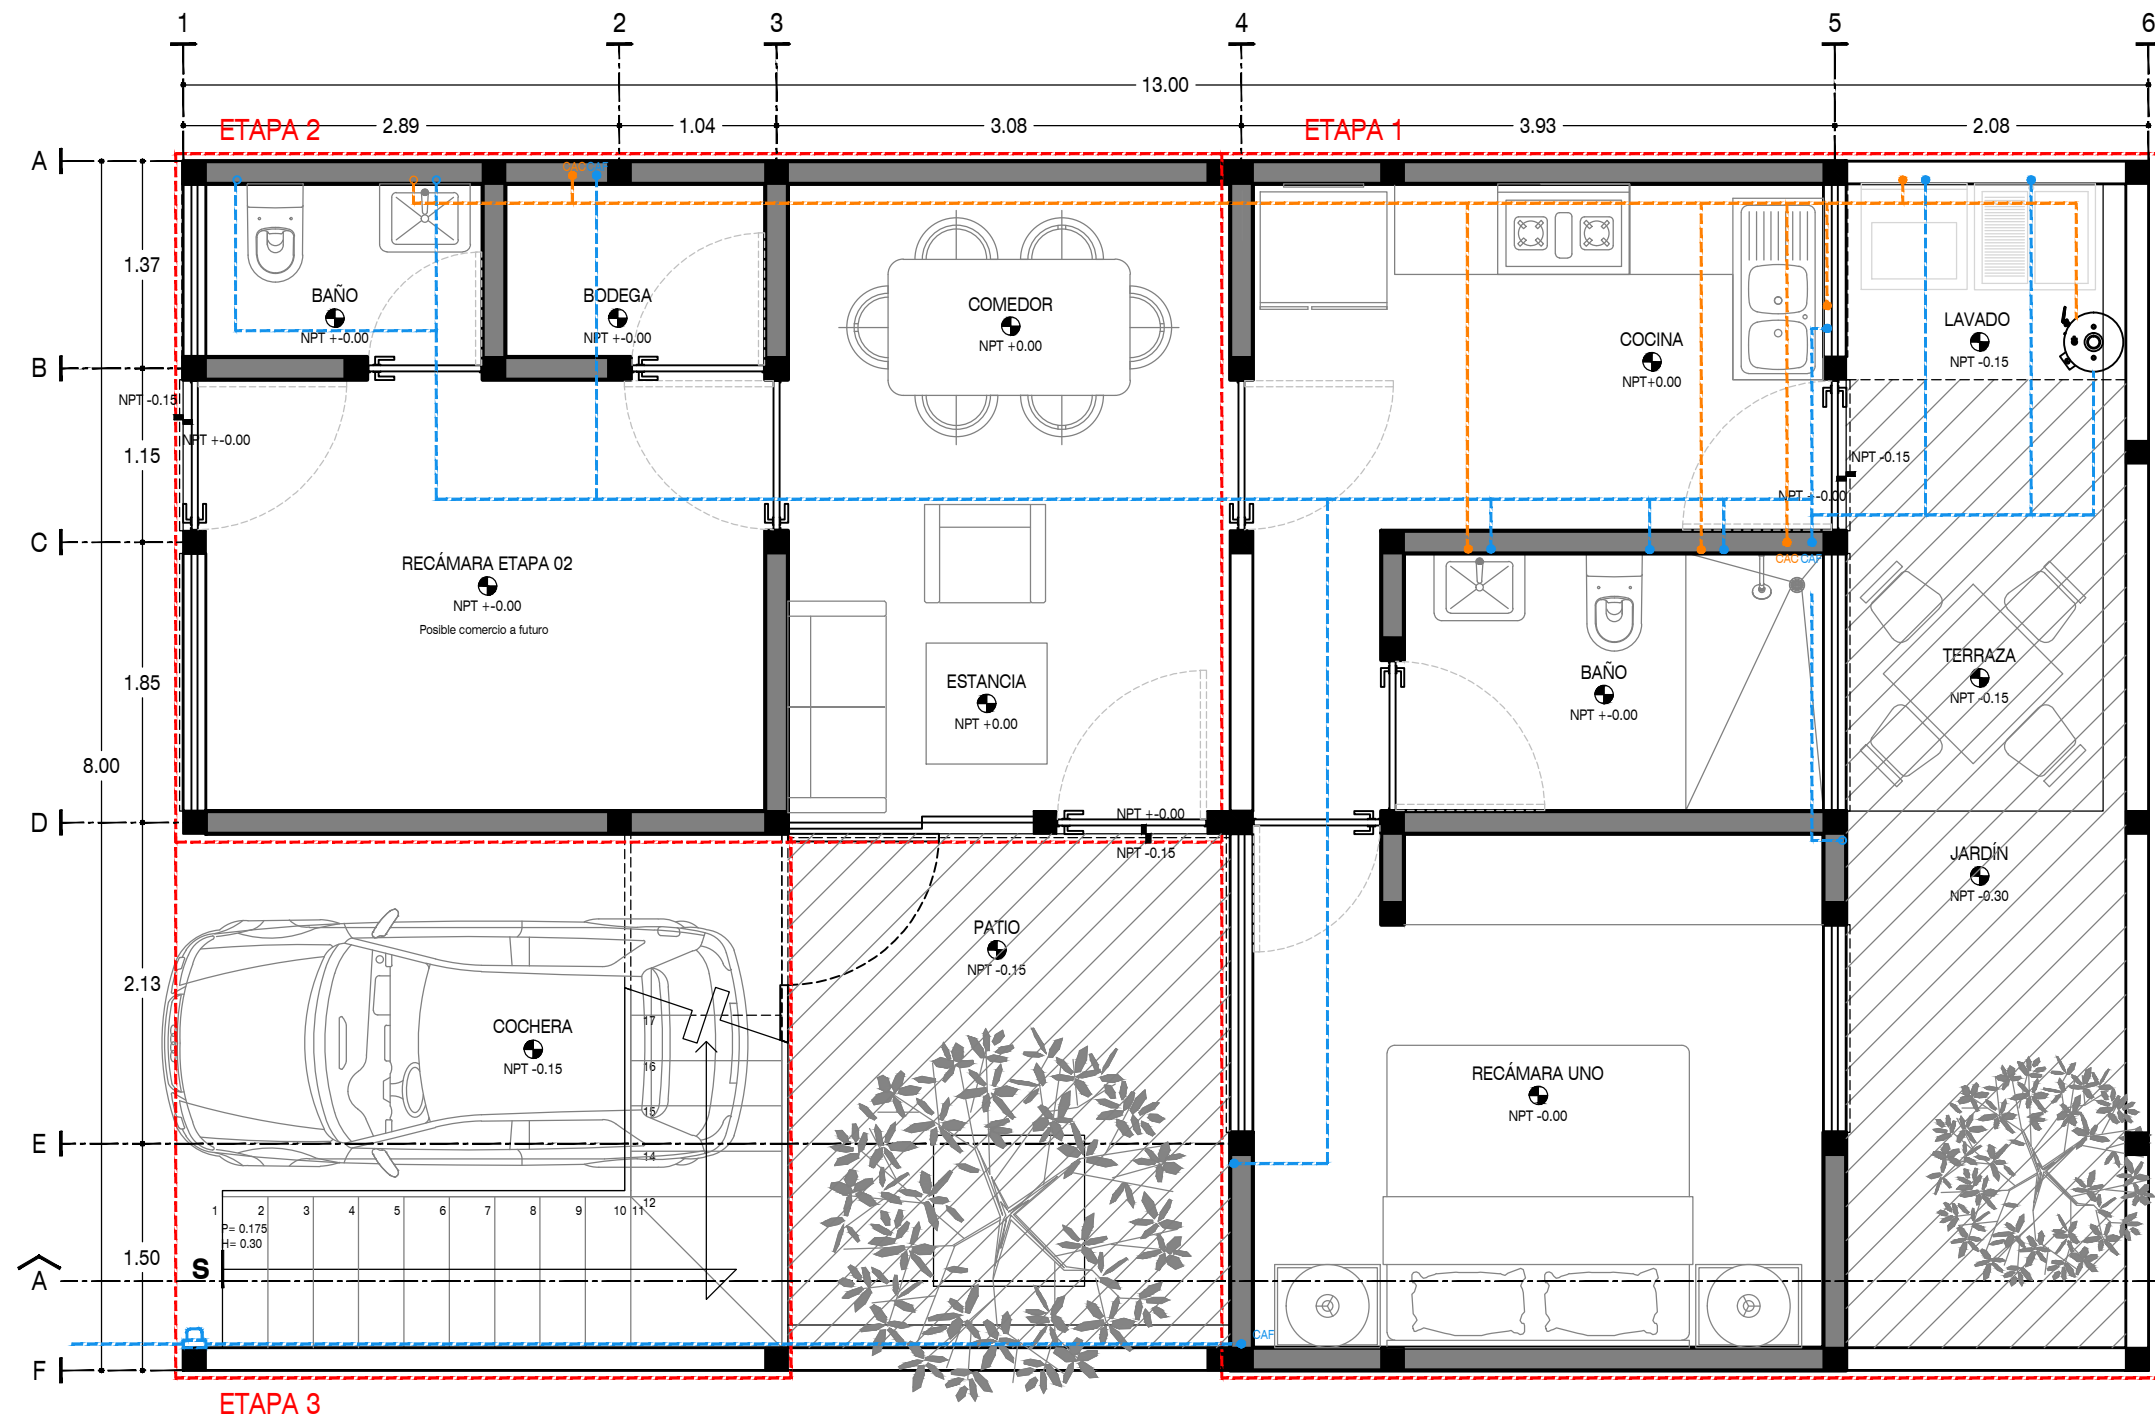 1 2 3 4 5 6
13.00
ETAPA 2 2.89 1.04 3.08 ETAPA 1 3.93 2.08
A
CAC CAF
1.37
BAÑO
NPT +-0.00
BODEGA
NPT +-0.00
COMEDOR
NPT +0.00
COCINA
NPT+0.00
LAVADO
NPT -0.15
B
NPT -0.15
NPT +-0.00
1.15
NPT -0.15
NPT +-0.00
C
CAC CAF
RECÁMARA ETAPA 02
NPT +-0.00
Posible comercio a futuro
1.85
ESTANCIA
NPT +0.00
BAÑO
NPT +-0.00
TERRAZA
NPT -0.15
8.00
D
NPT +-0.00
NPT -0.15
JARDÍN
NPT -0.30
PATIO
NPT -0.15
2.13
COCHERA
NPT -0.15
17
16
15
14
12
RECÁMARA UNO
NPT -0.00
E
1 2 3 4 5 6 7 8 9 10 11
P= 0.175
H= 0.30
1.50
S
A
CAF
F
ETAPA 3